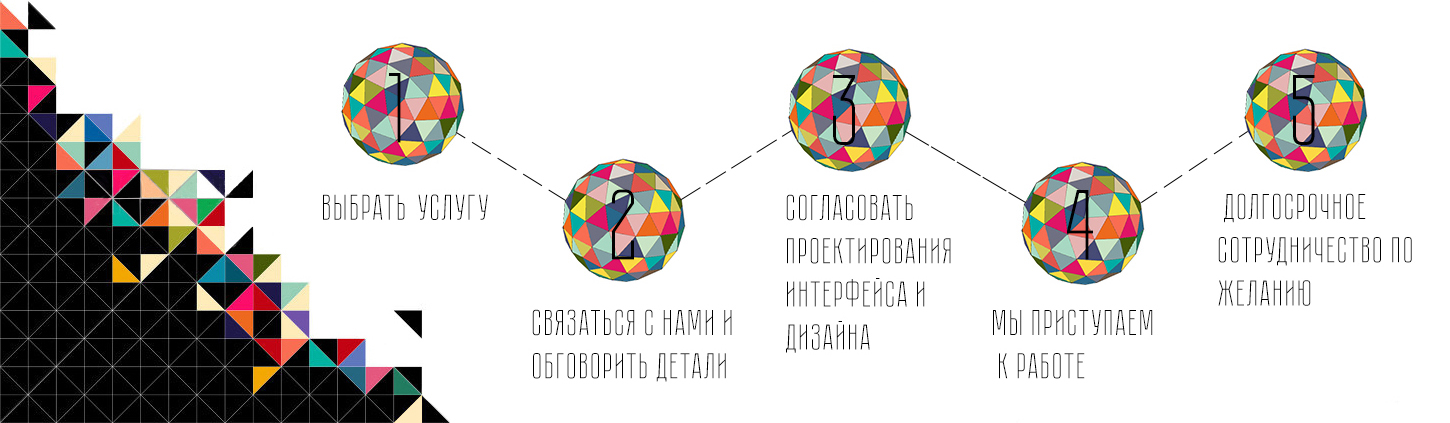 1
ВЫБРАТЬ УСЛУГУ
2
СВЯЗАТЬСЯ С НАМИ И
ОБГОВОРИТЬ ДЕТАЛИ
3
СОГЛАСОВАТЬ
ПРОЕКТИРОВАНИЯ
ИНТЕРФЕЙСА И
ДИЗАЙНА
4
МЫ ПРИСТУПАЕМ
К РАБОТЕ
5
ДОЛГОСРОЧНОЕ
СОТРУДНИЧЕСТВО ПО
ЖЕЛАНИЮ